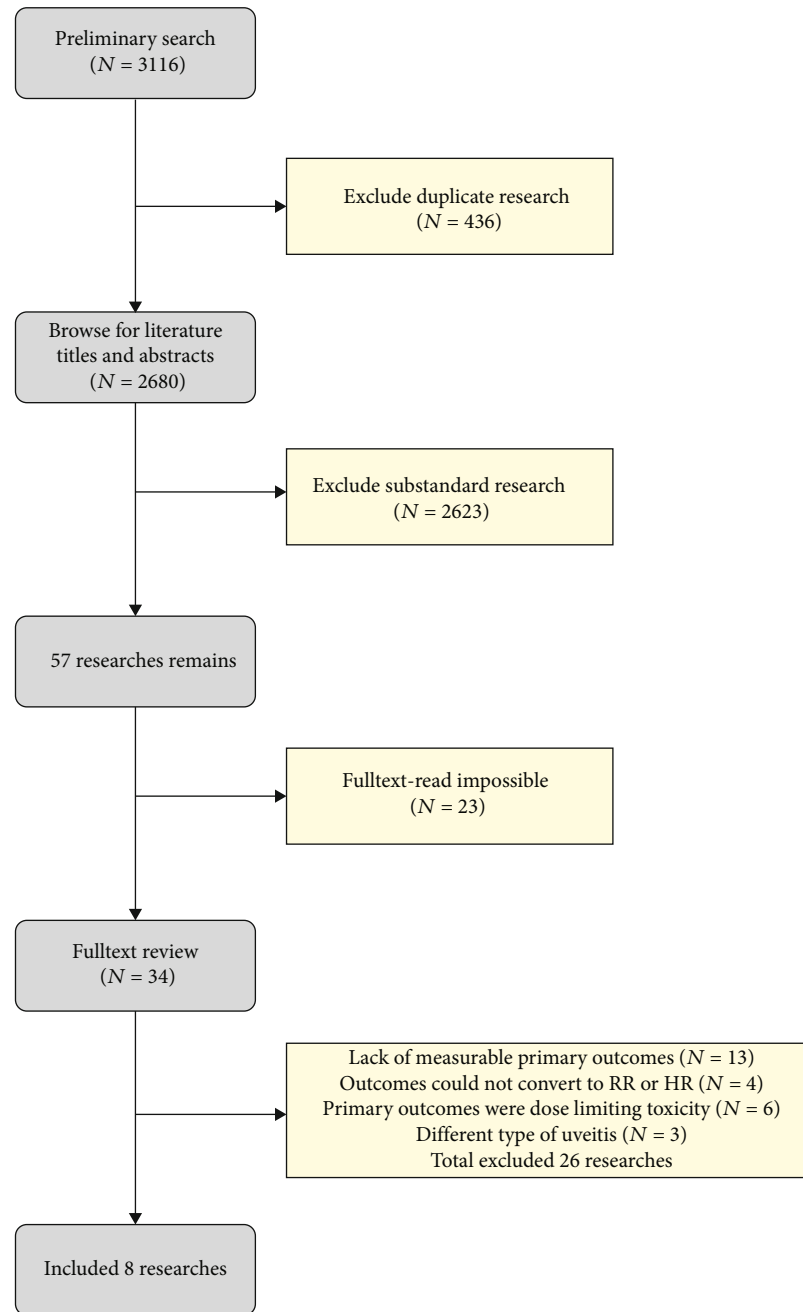 Preliminary search
(N = 3116)
Exclude duplicate research
(N = 436)
Browse for literature
titles and abstracts
(N = 2680)
Exclude substandard research
(N = 2623)
57 researches remains
Fulltext-read impossible
(N = 23)
Fulltext review
(N = 34)
Lack of measurable primary outcomes (N = 13)
Outcomes could not convert to RR or HR (N = 4)
Primary outcomes were dose limiting toxicity (N = 6)
Different type of uveitis (N = 3)
Total excluded 26 researches
Included 8 researches